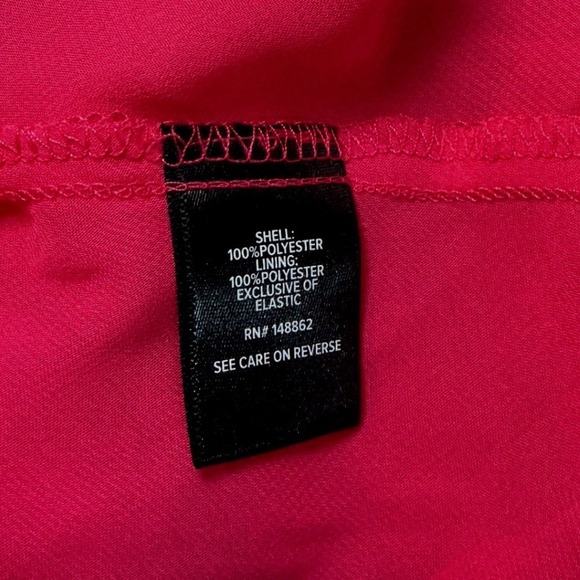 SHELL:
100%POLYESTER
LINING:
100%POLYESTER
EXCLUSIVE OF
ELASTIC
RN# 148862
SEE CARE ON REVERSE